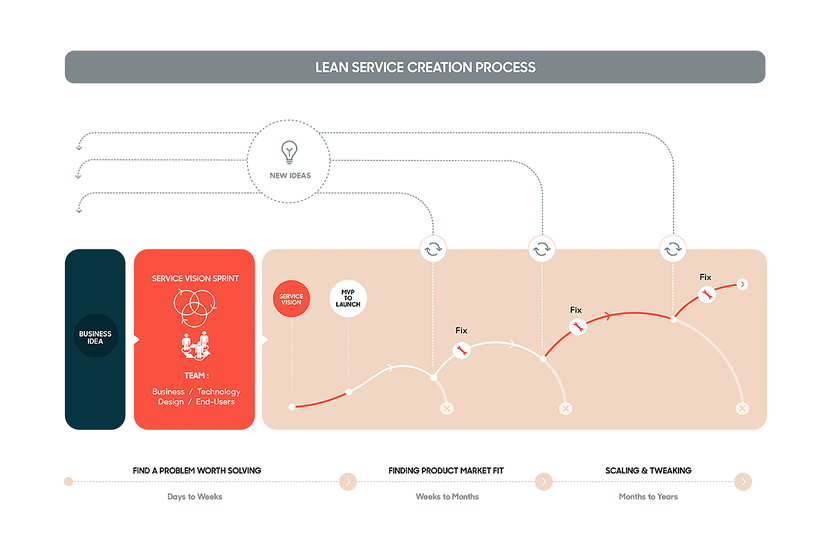 LEAN SERVICE CREATION PROCESS
NEW IDEAS
BUSINESS
IDEA
SERVICE VISION SPRINT
TEAM :
Business / Technology
Design / End-Users
SERVICE
VISION
MVP
TO
LAUNCH
Fix
Fix
Fix
FIND A PROBLEM WORTH SOLVING
Days to Weeks
FINDING PRODUCT MARKET FIT
Weeks to Months
SCALING & TWEAKING
Months to Years